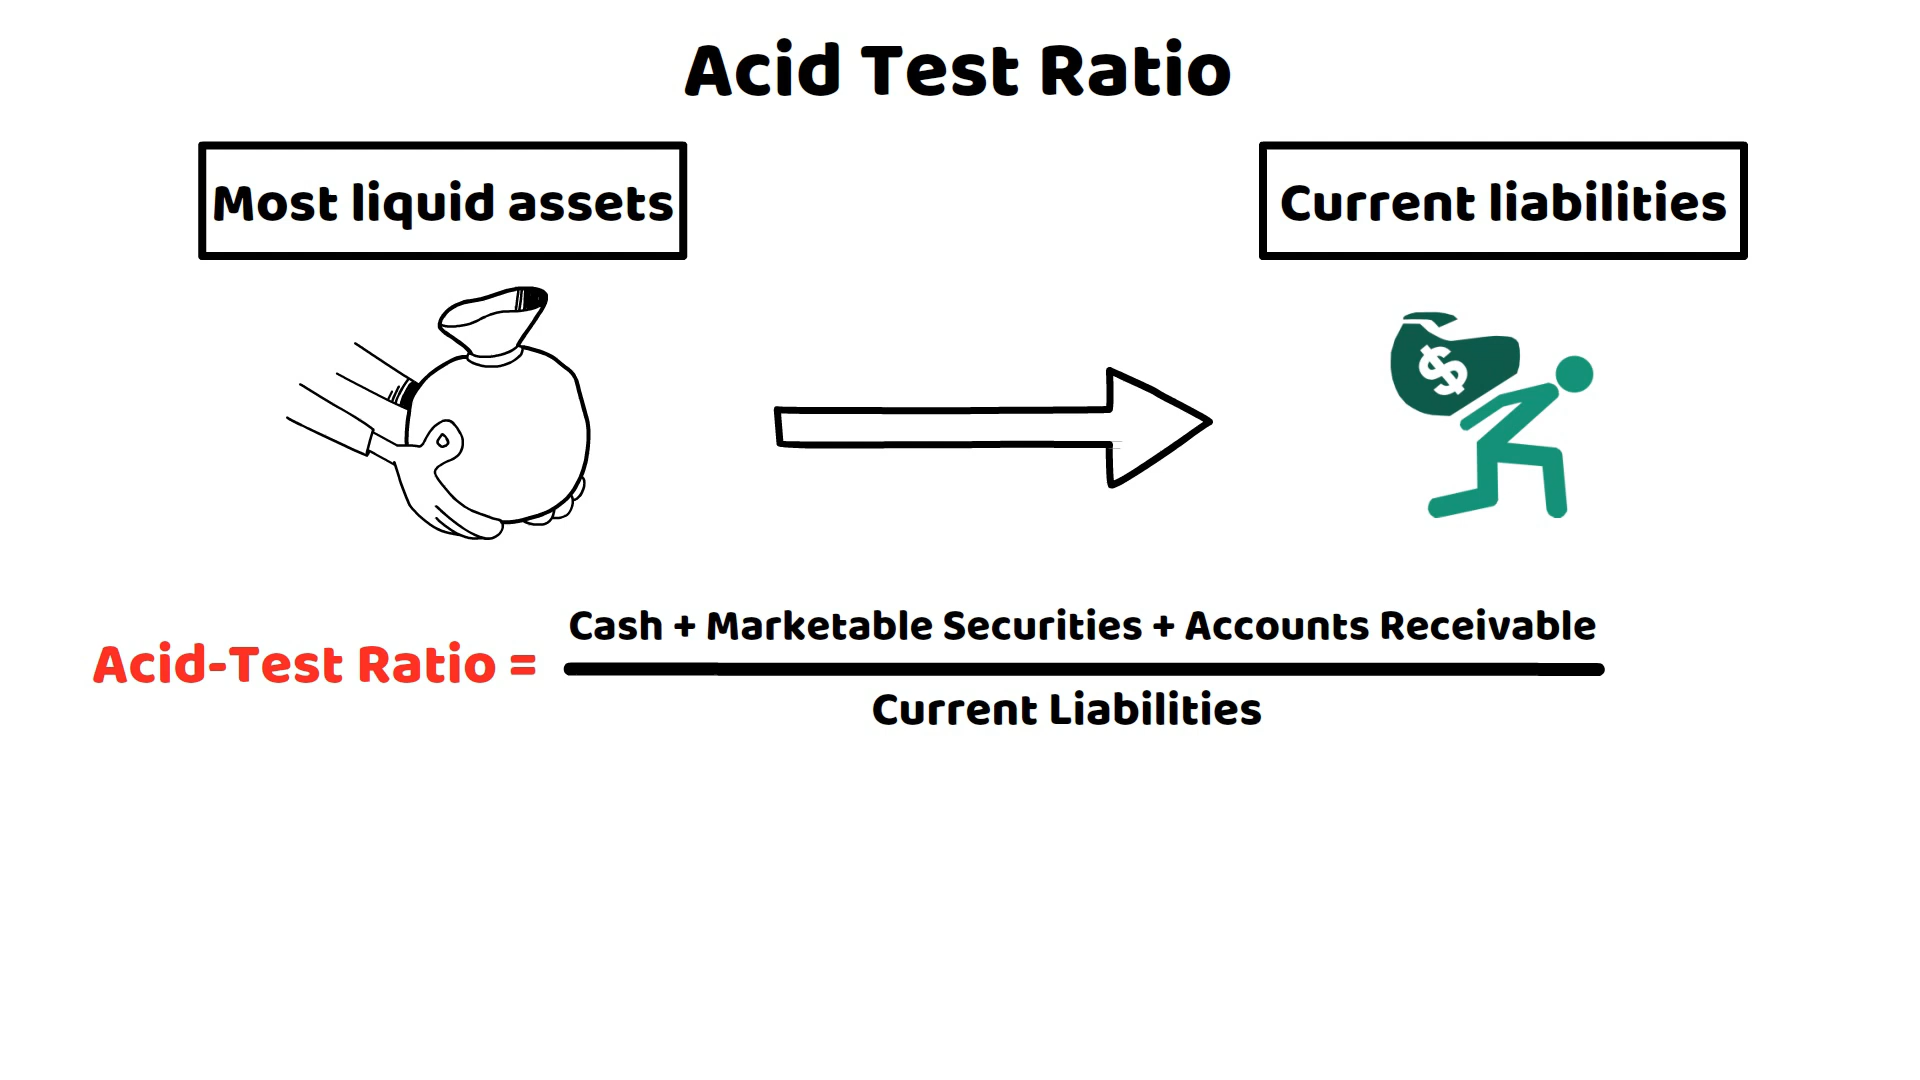 Acid Test Ratio
Most liquid assets
Current liabilities
$
Cash + Marketable Securities + Accounts Receivable
Acid-Test Ratio =
Current Liabilities